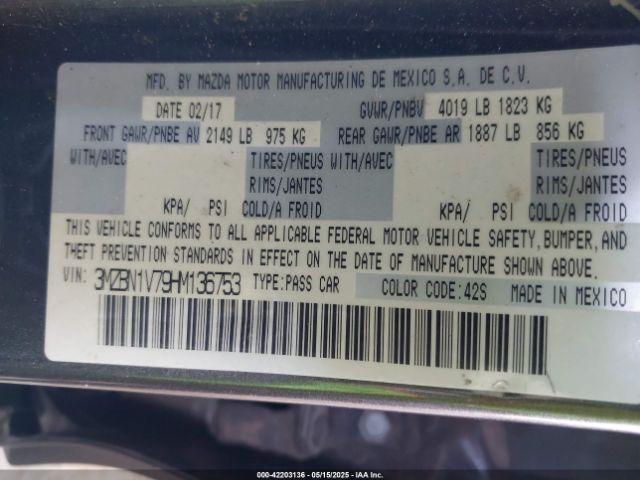 MFD. BY MAZDA MOTOR MANUFACTURING DE MEXICO S.A. DE C.V.
DATE 02/17 GVWR/PNBV 4019 LB 1823 KG
FRONT GAWR/PNBE AV 2149 LB 975 KG REAR GAWR/PNBE AR 1887 LB 856 KG
WITH/AVEC TIRES/PNEUS WITH/AVEC TIRES/PNEUS
RIMS/JANTES RIMS/JANTES
KPA/ PSI COLD/A FROID KPA/ PSI COLD/A FROID
THIS VEHICLE CONFORMS TO ALL APPLICABLE FEDERAL MOTOR VEHICLE SAFETY, BUMPER, AND
THEFT PREVENTION STANDARDS IN EFFECT ON THE DATE OF MANUFACTURE SHOWN ABOVE.
VIN: 3MZBN1V79HM136753 TYPE:PASS CAR COLOR CODE:42S MADE IN MEXICO
000-42203136 - 05/15/2025 - IAA Inc.